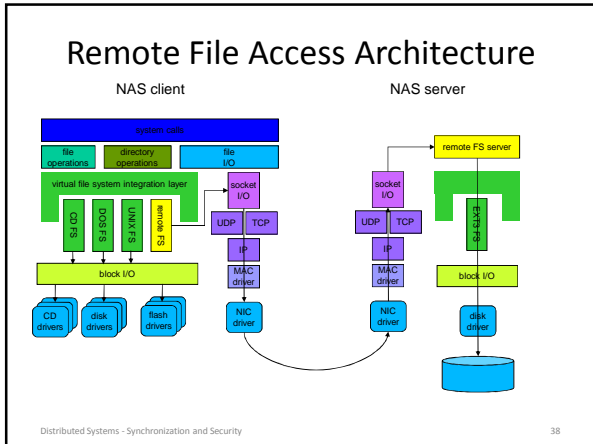 Remote File Access Architecture
NAS client
NAS server
system calls
file
operations
directory
operations
file
I/O
virtual file system integration layer
CD FS
DOS FS
UNIX FS
remote FS
block I/O
CD
drivers
disk
drivers
flash
drivers
socket
I/O
UDP
TCP
IP
MAC
driver
NIC
driver
socket
I/O
UDP
TCP
IP
MAC
driver
NIC
driver
remote FS server
EXT3 FS
block I/O
disk
driver
Distributed Systems - Synchronization and Security
38